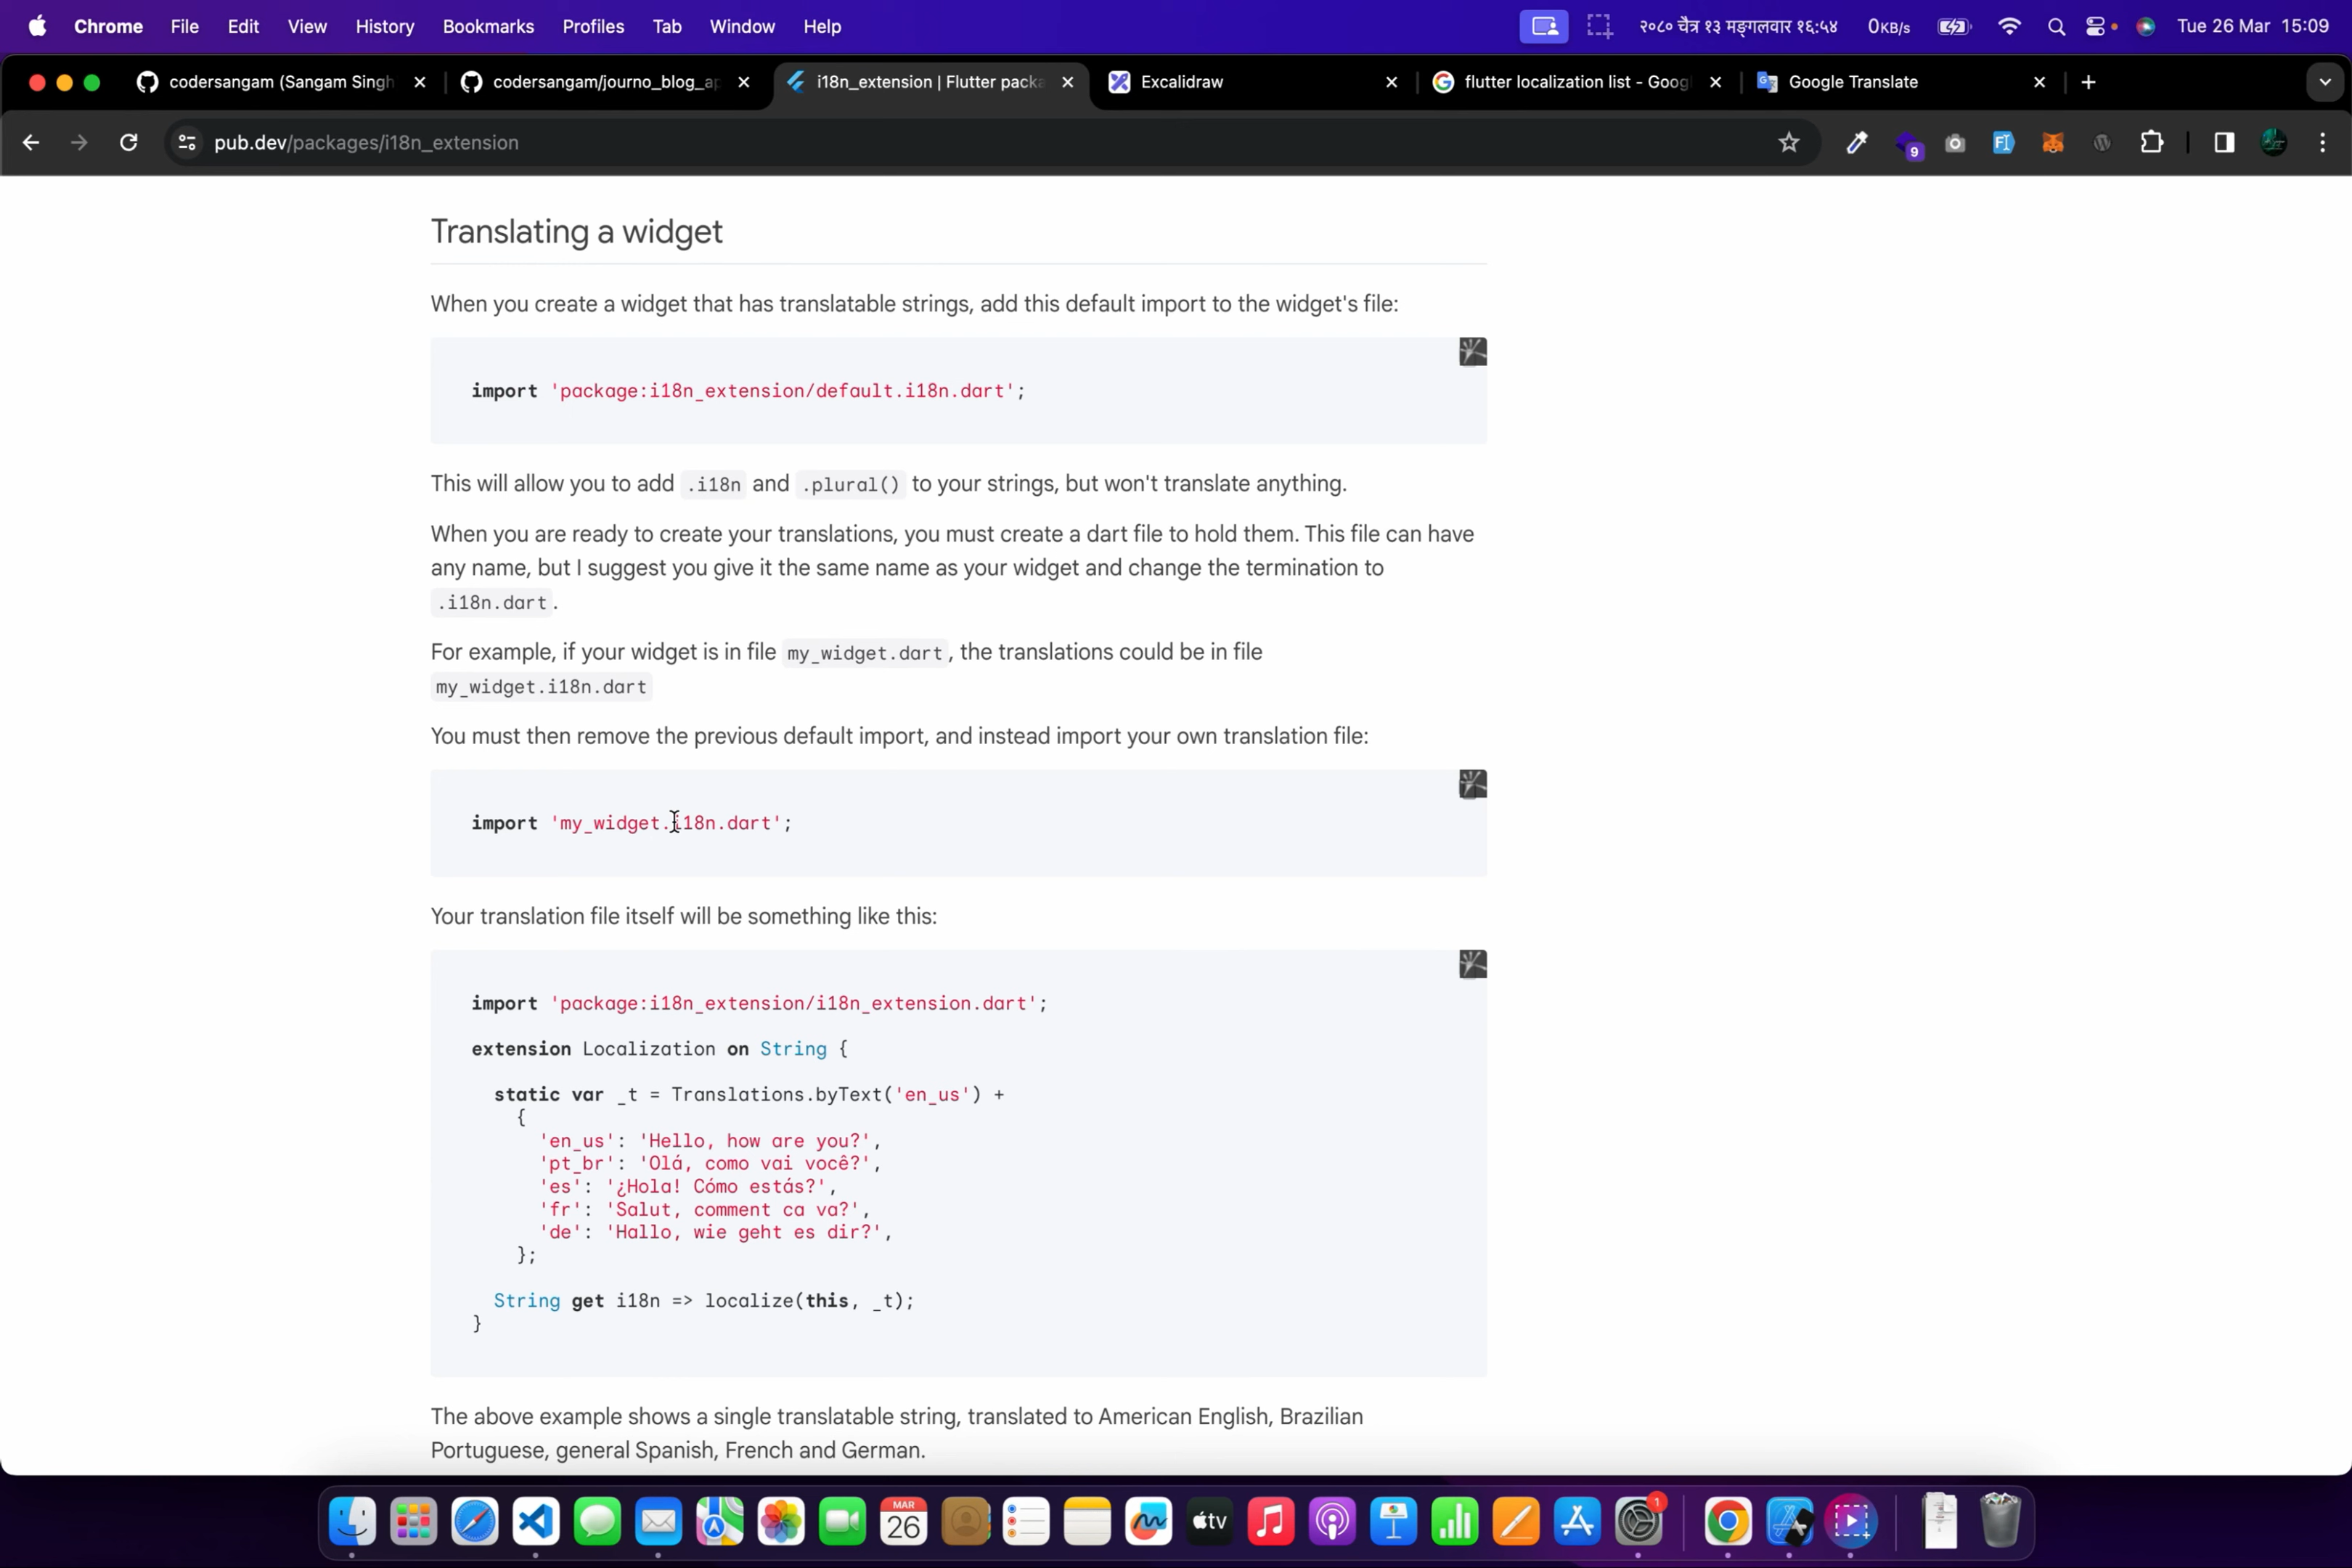 Chrome File Edit View History Bookmarks Profiles Tab Window Help २०८० चैत्र १३ मङ्गलवार १६:५४ 0KB/s Tue 26 Mar 15:09
codersangam (Sangam Singh codersangam/journo_blog_ap i18n_extension | Flutter packa Excalidraw flutter localization list - Goog Google Translate
pub.dev/packages/i18n_extension 9
Translating a widget
When you create a widget that has translatable strings, add this default import to the widget's file:
import 'package:i18n_extension/default.i18n.dart';
This will allow you to add .i18n and .plural() to your strings, but won't translate anything.
When you are ready to create your translations, you must create a dart file to hold them. This file can have
any name, but I suggest you give it the same name as your widget and change the termination to
.i18n.dart.
For example, if your widget is in file my_widget.dart, the translations could be in file
my_widget.i18n.dart
You must then remove the previous default import, and instead import your own translation file:
import 'my_widget.i18n.dart';
Your translation file itself will be something like this:
import 'package:i18n_extension/i18n_extension.dart';
extension Localization on String {
static var _t = Translations.byText('en_us') +
{
'en_us': 'Hello, how are you?',
'pt_br': 'Olá, como vai você?',
'es': '¿Hola! Cómo estás?',
'fr': 'Salut, comment ca va?',
'de': 'Hallo, wie geht es dir?',
};
String get i18n => localize(this, _t);
}
The above example shows a single translatable string, translated to American English, Brazilian
Portuguese, general Spanish, French and German.
MAR
26
tv
1